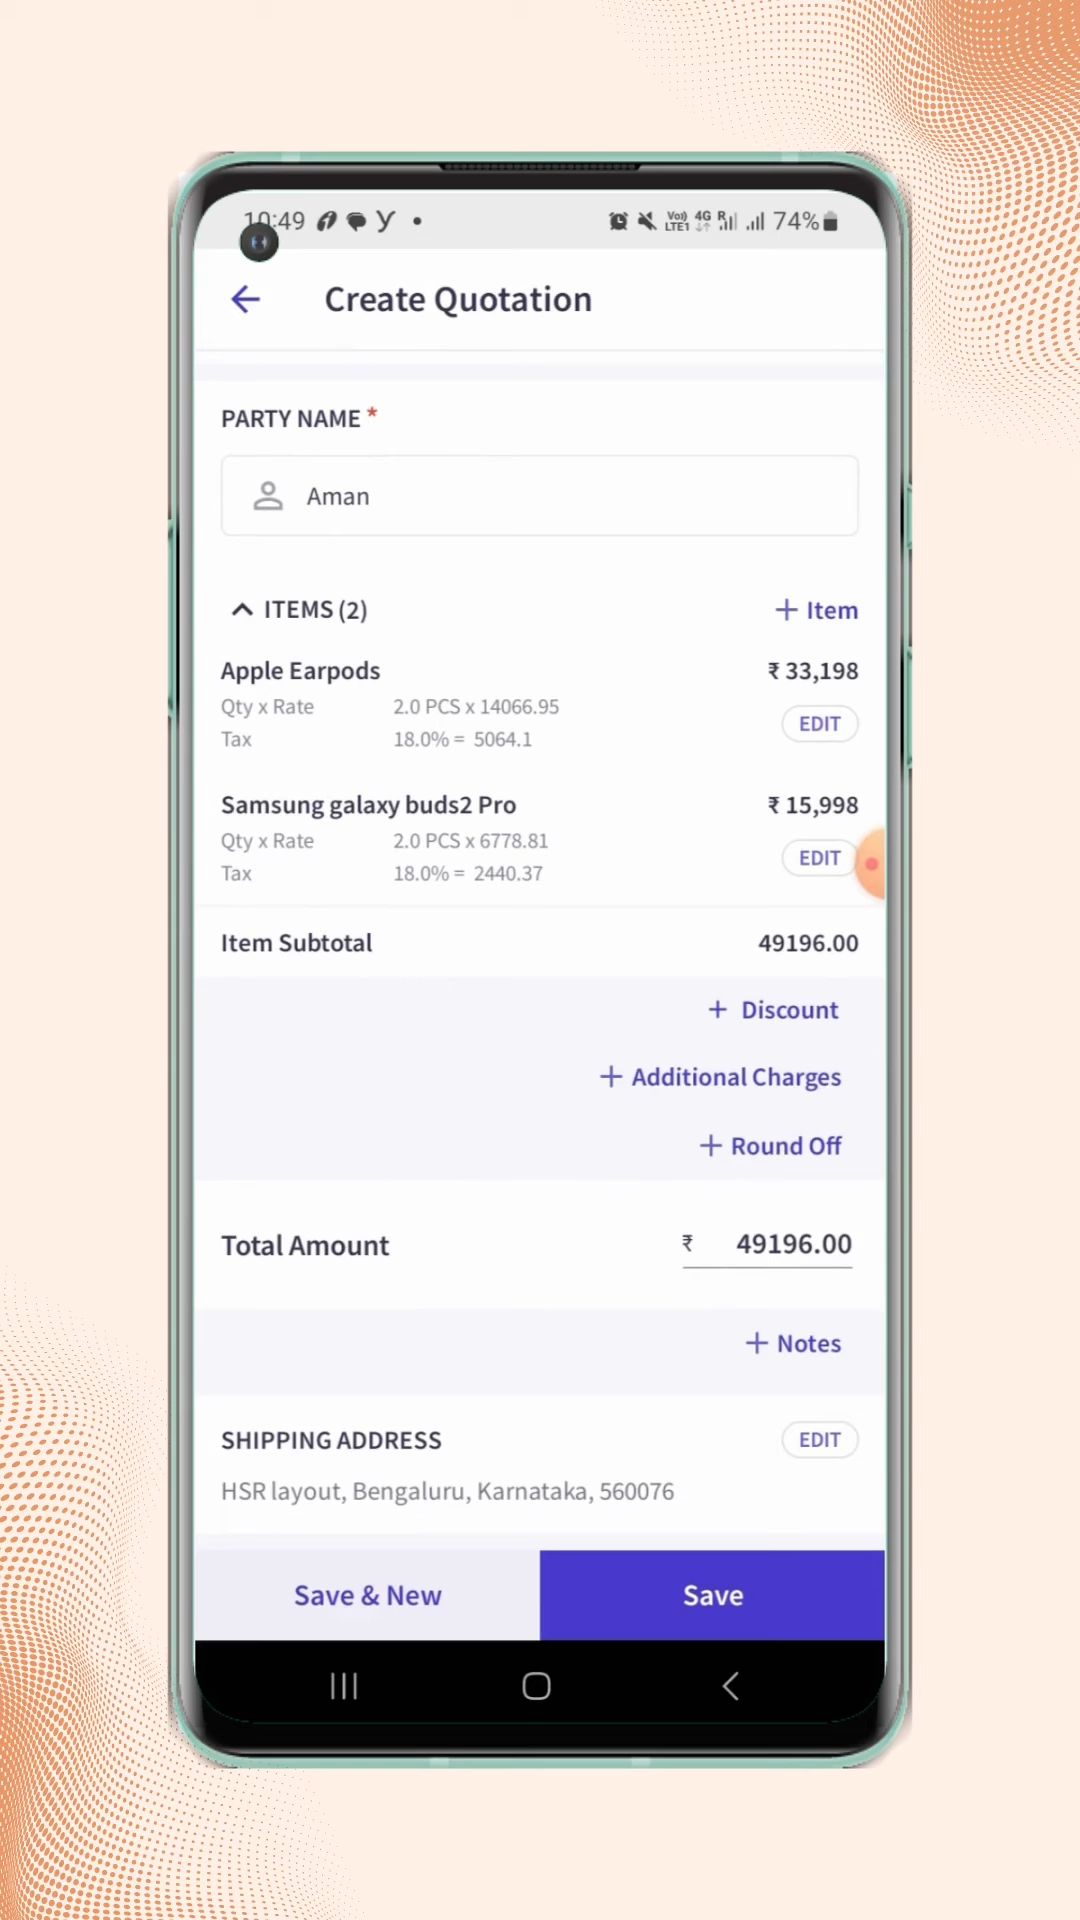 10:49 74%
Create Quotation
PARTY NAME *
Aman
ITEMS (2) + Item
Apple Earpods ₹ 33,198
Qty x Rate 2.0 PCS x 14066.95 EDIT
Tax 18.0% = 5064.1
Samsung galaxy buds2 Pro ₹ 15,998
Qty x Rate 2.0 PCS x 6778.81 EDIT
Tax 18.0% = 2440.37
Item Subtotal 49196.00
+ Discount
+ Additional Charges
+ Round Off
Total Amount ₹ 49196.00
+ Notes
SHIPPING ADDRESS EDIT
HSR layout, Bengaluru, Karnataka, 560076
Save & New Save